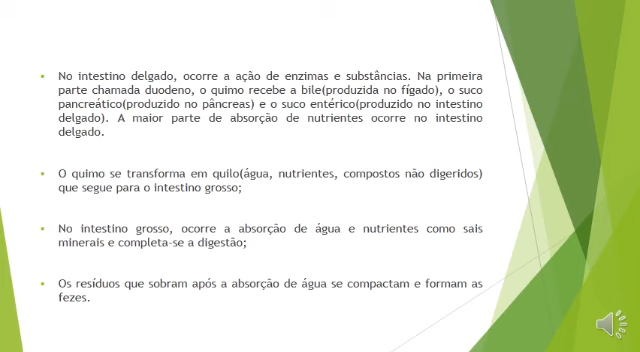 No intestino delgado, ocorre a ação de enzimas e substâncias. Na primeira
parte chamada duodeno, o quimo recebe a bile(produzida no fígado), o suco
pancreático(produzido no pâncreas) e o suco entérico(produzido no intestino
delgado). A maior parte de absorção de nutrientes ocorre no intestino
delgado.
O quimo se transforma em quilo(água, nutrientes, compostos não digeridos)
que segue para o intestino grosso;
No intestino grosso, ocorre a absorção de água e nutrientes como sais
minerais e completa-se a digestão;
Os resíduos que sobram após a absorção de água se compactam e formam as
fezes.